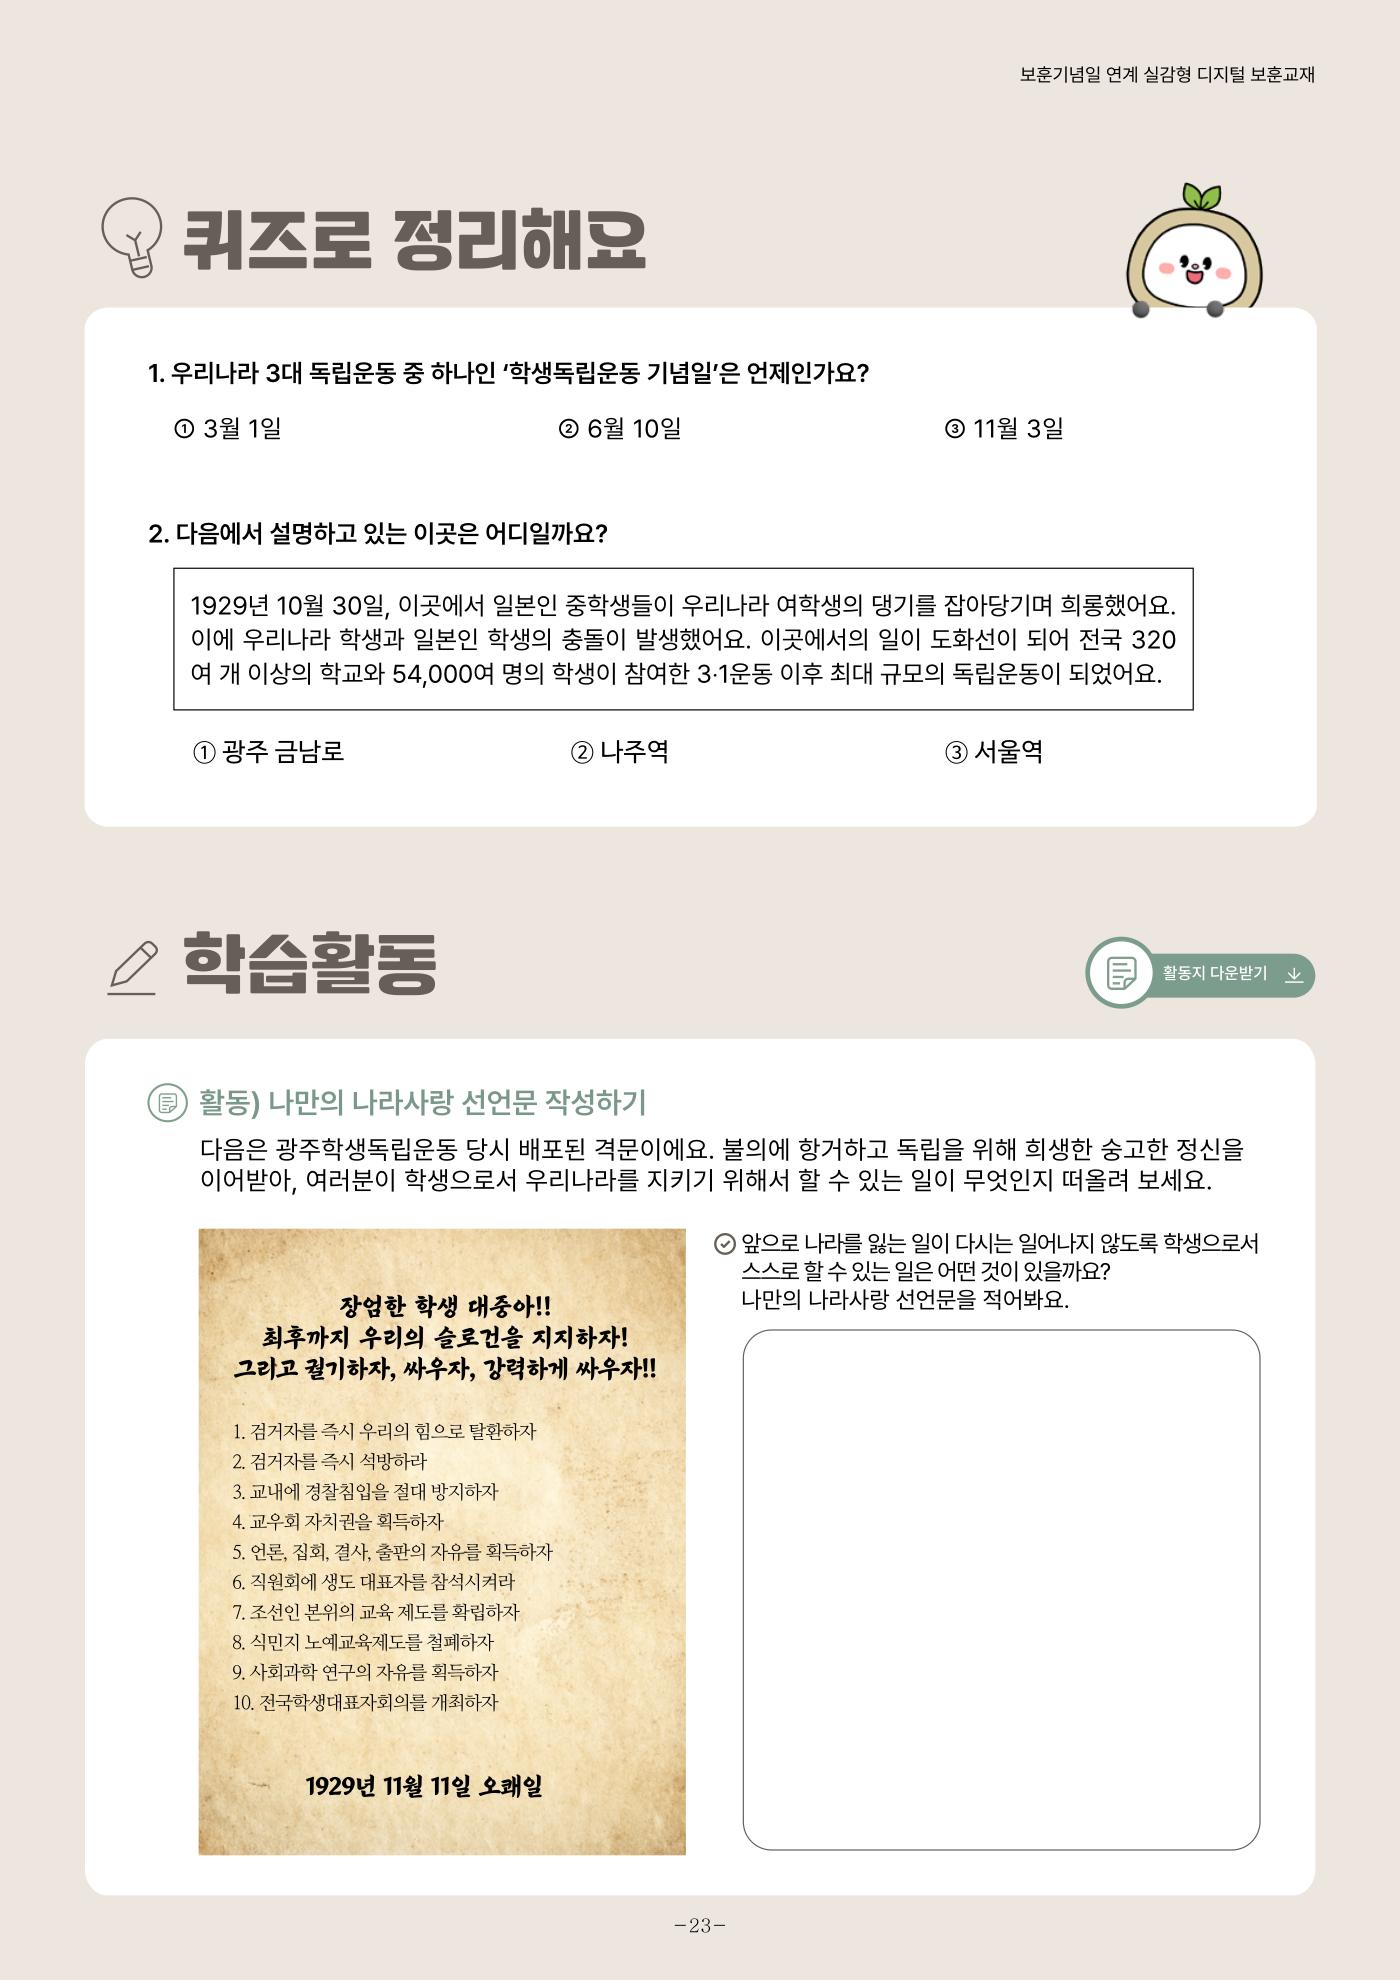 보훈기념일 연계 실감형 디지털 보훈교재
퀴즈로 정리해요
1. 우리나라 3대 독립운동 중 하나인 ‘학생독립운동 기념일’은 언제인가요?
① 3월 1일 ② 6월 10일 ③ 11월 3일
2. 다음에서 설명하고 있는 이곳은 어디일까요?
1929년 10월 30일, 이곳에서 일본인 중학생들이 우리나라 여학생의 댕기를 잡아당기며 희롱했어요.
이에 우리나라 학생과 일본인 학생의 충돌이 발생했어요. 이곳에서의 일이 도화선이 되어 전국 320
여 개 이상의 학교와 54,000여 명의 학생이 참여한 3·1운동 이후 최대 규모의 독립운동이 되었어요.
① 광주 금남로 ② 나주역 ③ 서울역
학습활동
활동지 다운받기
활동) 나만의 나라사랑 선언문 작성하기
다음은 광주학생독립운동 당시 배포된 격문이에요. 불의에 항거하고 독립을 위해 희생한 숭고한 정신을
이어받아, 여러분이 학생으로서 우리나라를 지키기 위해서 할 수 있는 일이 무엇인지 떠올려 보세요.
장엄한 학생 대중아!!
최후까지 우리의 슬로건을 지지하자!
그라고 궐기하자, 싸우자, 강력하게 싸우자!!
1. 검거자를 즉시 우리의 힘으로 탈환하자
2. 검거자를 즉시 석방하라
3. 교내에 경찰침입을 절대 방지하자
4. 교우회 자치권을 획득하자
5. 언론, 집회, 결사, 출판의 자유를 획득하자
6. 직원회에 생도 대표자를 참석시켜라
7. 조선인 본위의 교육 제도를 확립하자
8. 식민지 노예교육제도를 철폐하자
9. 사회과학 연구의 자유를 획득하자
10. 전국학생대표자회의를 개최하자
1929년 11월 11일 오쾌일
앞으로 나라를 잃는 일이 다시는 일어나지 않도록 학생으로서
스스로 할 수 있는 일은 어떤 것이 있을까요?
나만의 나라사랑 선언문을 적어봐요.
-23-